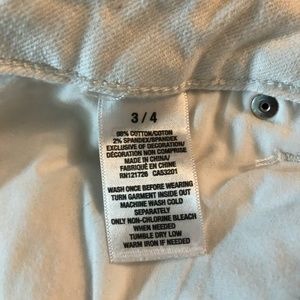 3 / 4
98% COTTON/COTON
2% SPANDEX/SPANDEX
EXCLUSIVE OF DECORATION/
DÉCORATION NON COMPRISE
MADE IN CHINA/
FABRIQUÉ EN CHINE
RN121726 CA53201
WASH ONCE BEFORE WEARING
TURN GARMENT INSIDE OUT
MACHINE WASH COLD
SEPARATELY
ONLY NON-CHLORINE BLEACH
WHEN NEEDED
TUMBLE DRY LOW
WARM IRON IF NEEDED